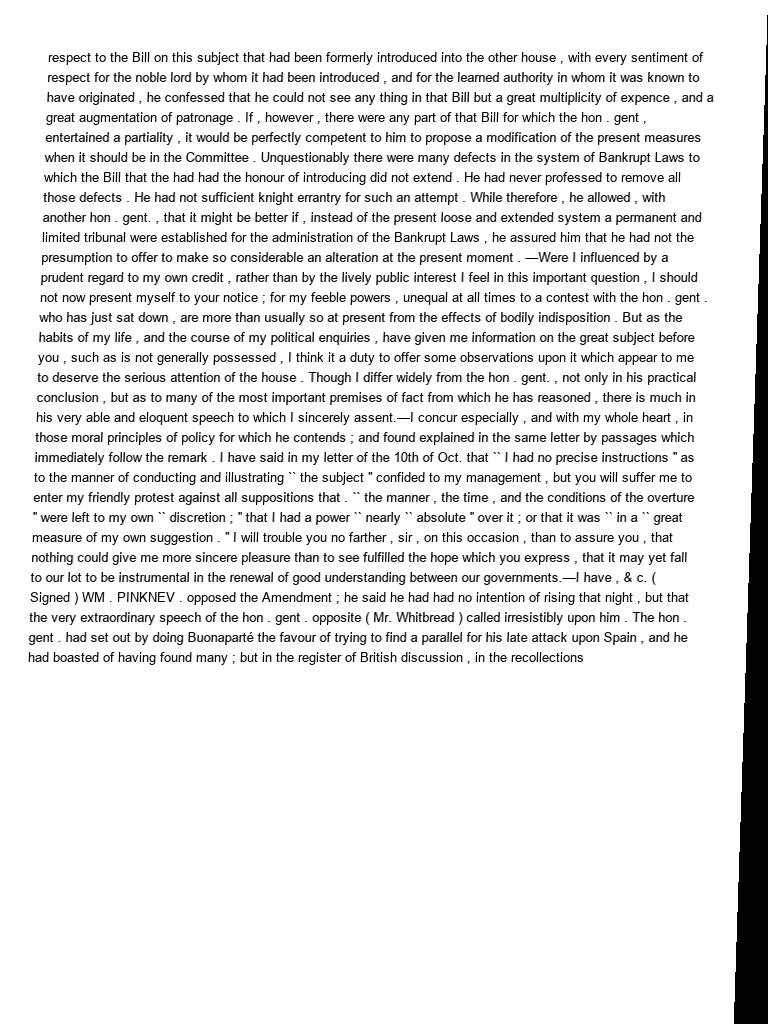 respect to the Bill on this subject that had been formerly introduced into the other house , with every sentiment of
respect for the noble lord by whom it had been introduced , and for the learned authority in whom it was known to
have originated , he confessed that he could not see any thing in that Bill but a great multiplicity of expence , and a
great augmentation of patronage . If , however , there were any part of that Bill for which the hon . gent ,
entertained a partiality , it would be perfectly competent to him to propose a modification of the present measures
when it should be in the Committee . Unquestionably there were many defects in the system of Bankrupt Laws to
which the Bill that the had had the honour of introducing did not extend . He had never professed to remove all
those defects . He had not sufficient knight errantry for such an attempt . While therefore , he allowed , with
another hon . gent. , that it might be better if , instead of the present loose and extended system a permanent and
limited tribunal were established for the administration of the Bankrupt Laws , he assured him that he had not the
presumption to offer to make so considerable an alteration at the present moment . —Were I influenced by a
prudent regard to my own credit , rather than by the lively public interest I feel in this important question , I should
not now present myself to your notice ; for my feeble powers , unequal at all times to a contest with the hon . gent .
who has just sat down , are more than usually so at present from the effects of bodily indisposition . But as the
habits of my life , and the course of my political enquiries , have given me information on the great subject before
you , such as is not generally possessed , I think it a duty to offer some observations upon it which appear to me
to deserve the serious attention of the house . Though I differ widely from the hon . gent. , not only in his practical
conclusion , but as to many of the most important premises of fact from which he has reasoned , there is much in
his very able and eloquent speech to which I sincerely assent.—I concur especially , and with my whole heart , in
those moral principles of policy for which he contends ; and found explained in the same letter by passages which
immediately follow the remark . I have said in my letter of the 10th of Oct. that `` I had no precise instructions " as
to the manner of conducting and illustrating `` the subject " confided to my management , but you will suffer me to
enter my friendly protest against all suppositions that . `` the manner , the time , and the conditions of the overture
" were left to my own `` discretion ; " that I had a power `` nearly `` absolute " over it ; or that it was `` in a `` great
measure of my own suggestion . " I will trouble you no farther , sir , on this occasion , than to assure you , that
nothing could give me more sincere pleasure than to see fulfilled the hope which you express , that it may yet fall
to our lot to be instrumental in the renewal of good understanding between our governments.—I have , & c. (
Signed ) WM . PINKNEV . opposed the Amendment ; he said he had had no intention of rising that night , but that
the very extraordinary speech of the hon . gent . opposite ( Mr. Whitbread ) called irresistibly upon him . The hon .
gent . had set out by doing Buonaparté the favour of trying to find a parallel for his late attack upon Spain , and he
had boasted of having found many ; but in the register of British discussion , in the recollections